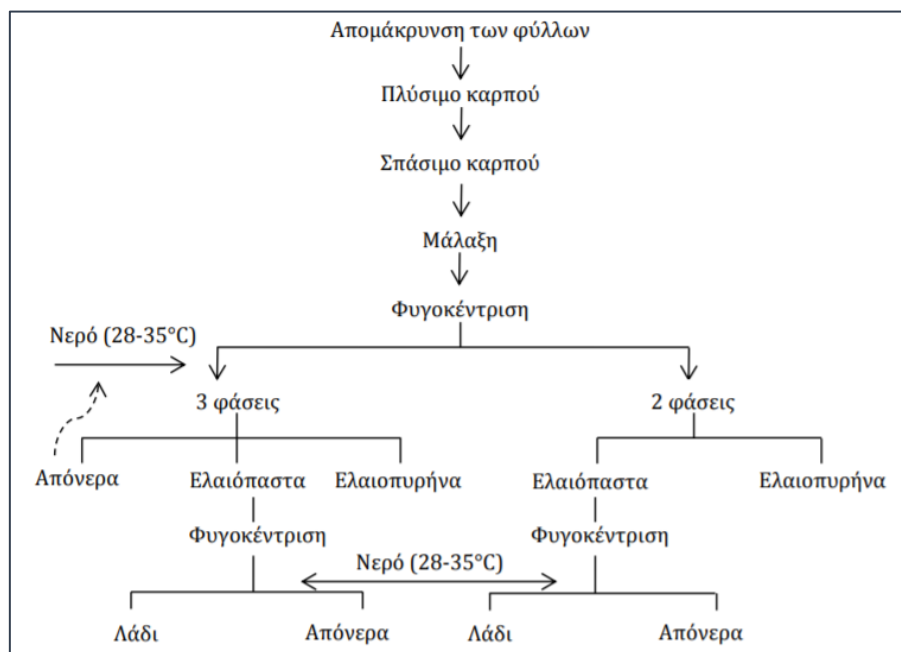 Απομάκρυνση των φύλλων
Πλύσιμο καρπού
Σπάσιμο καρπού
Μάλαξη
Φυγοκέντριση
Νερό (28-35°C)
3 φάσεις
2 φάσεις
Απόνερα
Ελαιόπαστα
Ελαιοπυρήνα
Ελαιόπαστα
Ελαιοπυρήνα
Φυγοκέντριση
Φυγοκέντριση
Νερό (28-35°C)
Λάδι
Απόνερα
Λάδι
Απόνερα